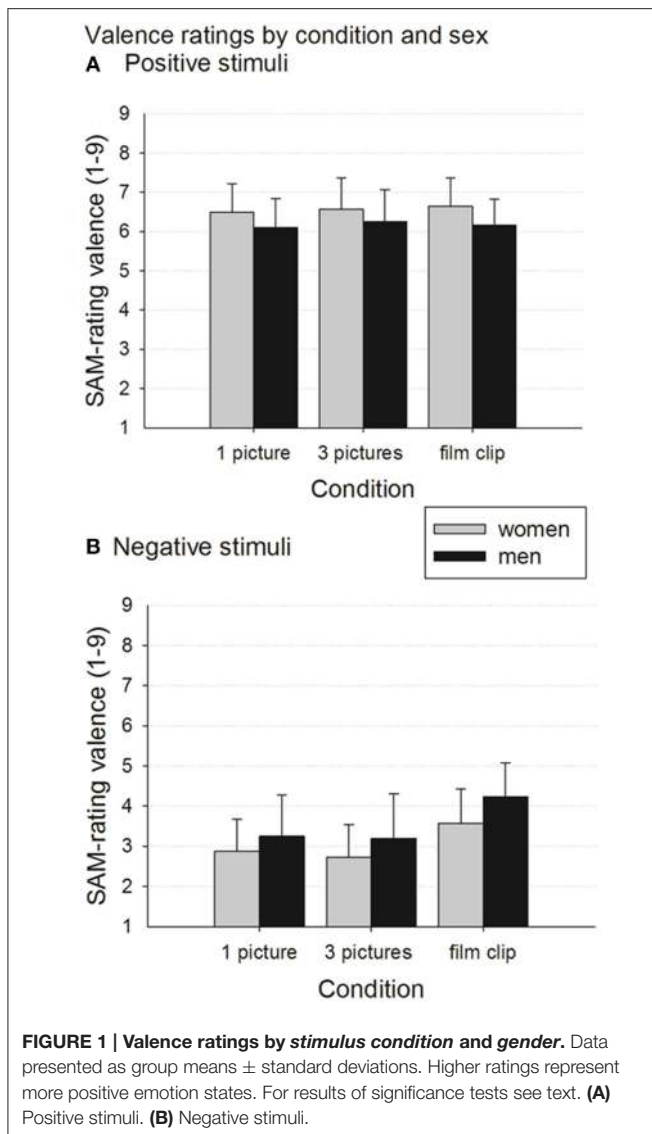 Valence ratings by condition and sex
A Positive stimuli
9
8
7
6
5
4
3
2
1
SAM-rating valence (1-9)
1 picture 3 pictures film clip
Condition
women
men
B Negative stimuli
9
8
7
6
5
4
3
2
1
SAM-rating valence (1-9)
1 picture 3 pictures film clip
Condition
FIGURE 1 | Valence ratings by stimulus condition and gender. Data
presented as group means ± standard deviations. Higher ratings represent
more positive emotion states. For results of significance tests see text. (A)
Positive stimuli. (B) Negative stimuli.